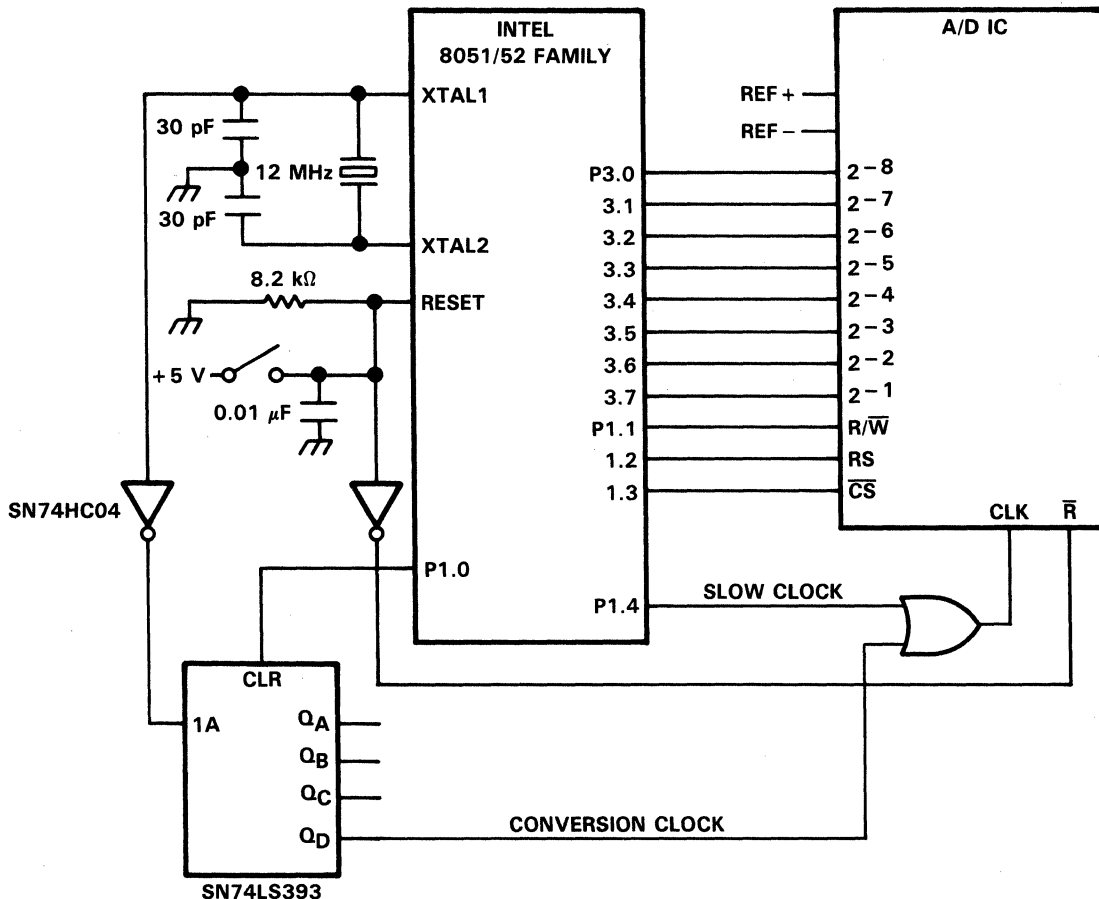 INTEL
8051/52 FAMILY
A/D IC
XTAL1
30 pF
12 MHz
30 pF
XTAL2
8.2 kΩ
RESET
+5 V
0.01 μF
SN74HC04
P1.0
P3.0
3.1
3.2
3.3
3.4
3.5
3.6
3.7
P1.1
1.2
1.3
P1.4
REF +
REF −
2⁻⁸
2⁻⁷
2⁻⁶
2⁻⁵
2⁻⁴
2⁻³
2⁻²
2⁻¹
R/W̅
RS
C̅S̅
CLK
R̅
SLOW CLOCK
CLR
1A
QA
QB
QC
QD
CONVERSION CLOCK
SN74LS393